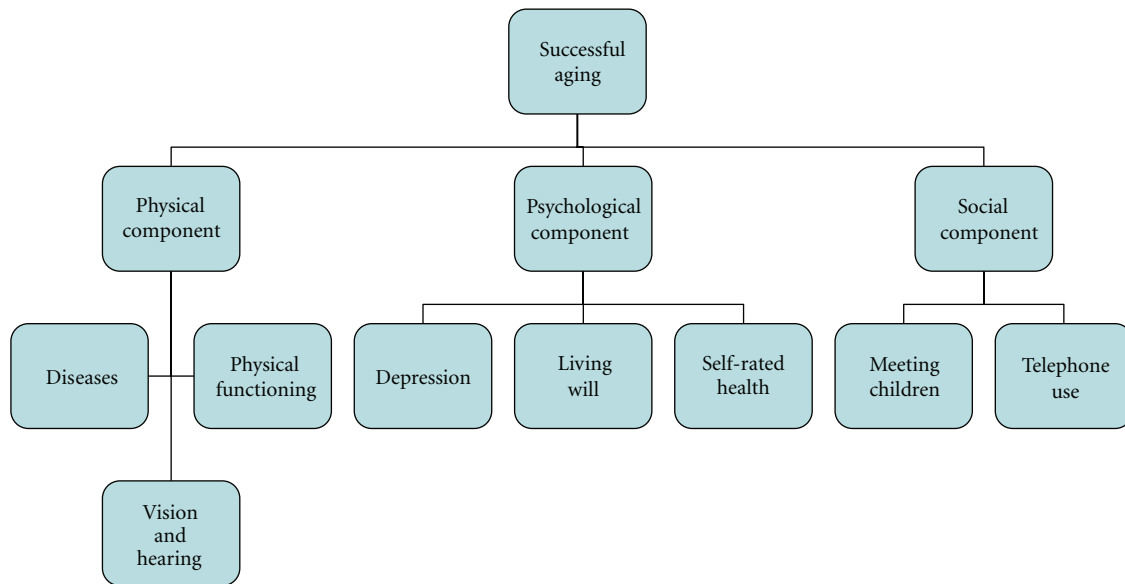 Successful
aging
Physical
component
Psychological
component
Social
component
Diseases
Physical
functioning
Depression
Living
will
Self-rated
health
Meeting
children
Telephone
use
Vision
and
hearing